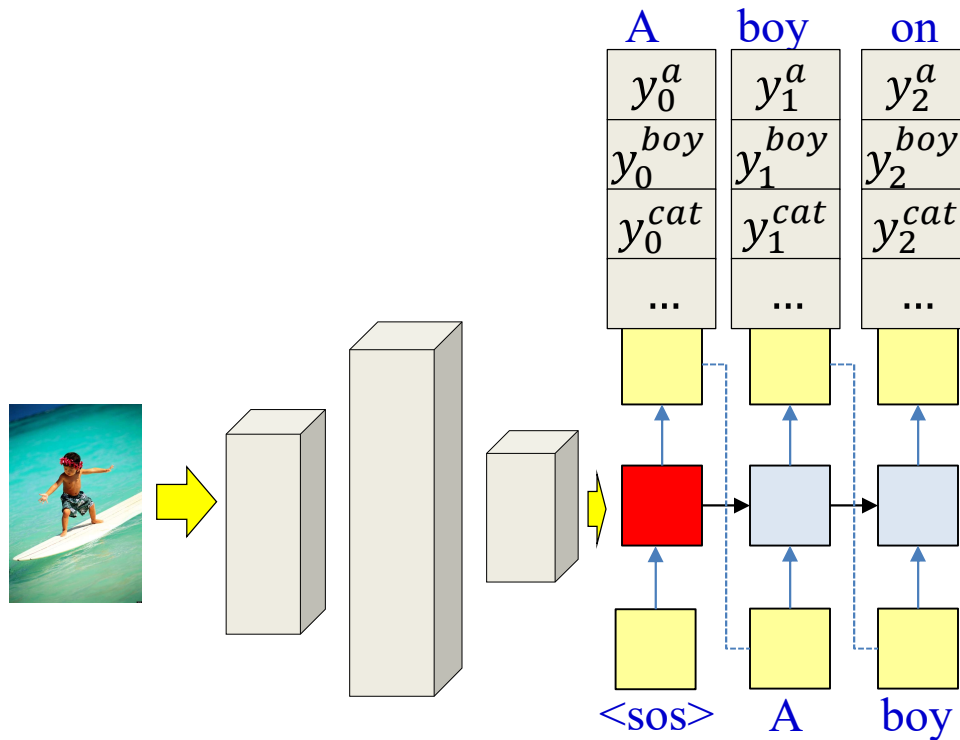 A boy on
y_0^a y_1^a y_2^a
y_0^{boy} y_1^{boy} y_2^{boy}
y_0^{cat} y_1^{cat} y_2^{cat}
... ... ...
<sos> A boy